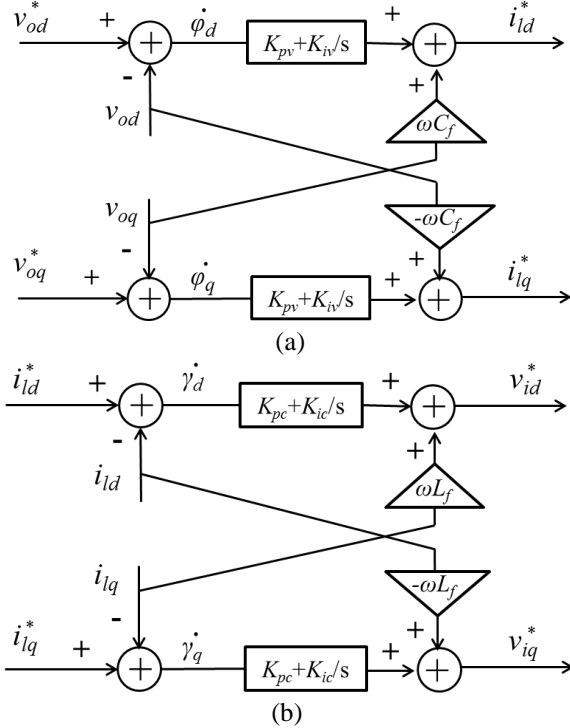 v*od + - φ̇d Kpv+Kiv/s + + i*ld
vod ωCf
voq -ωCf
v*oq + - φ̇q Kpv+Kiv/s + + i*lq
(a)
i*ld + - γ̇d Kpc+Kic/s + + v*id
ild ωLf
ilq -ωLf
i*lq + - γ̇q Kpc+Kic/s + + v*iq
(b)